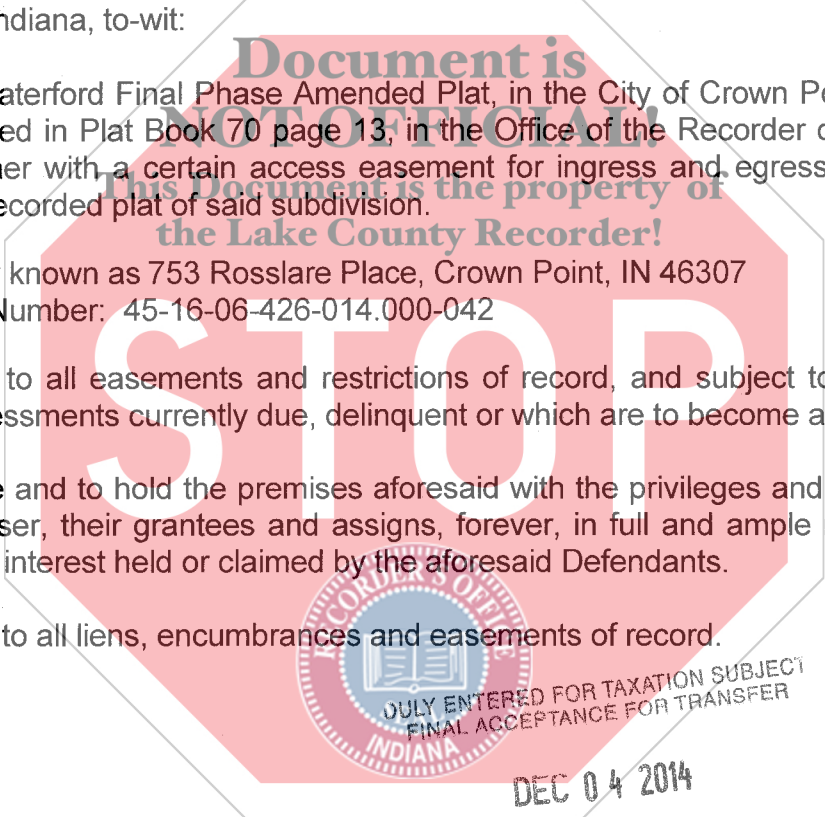 ndiana, to-wit:
Document is
aterford Final Phase Amended Plat, in the City of Crown Po
NOT OFFICIAL!
ed in Plat Book 70 page 13, in the Office of the Recorder o
er with a certain access easement for ingress and egress
This Document is the property of
ecorded plat of said subdivision.
the Lake County Recorder!
known as 753 Rosslare Place, Crown Point, IN 46307
Number: 45-16-06-426-014.000-042
STOP
to all easements and restrictions of record, and subject to
essments currently due, delinquent or which are to become a
e and to hold the premises aforesaid with the privileges and
ser, their grantees and assigns, forever, in full and ample
interest held or claimed by the aforesaid Defendants.
to all liens, encumbrances and easements of record.
RECORDER'S OFFICE
INDIANA
DULY ENTERED FOR TAXATION SUBJECT
FINAL ACCEPTANCE FOR TRANSFER
DEC 04 2014